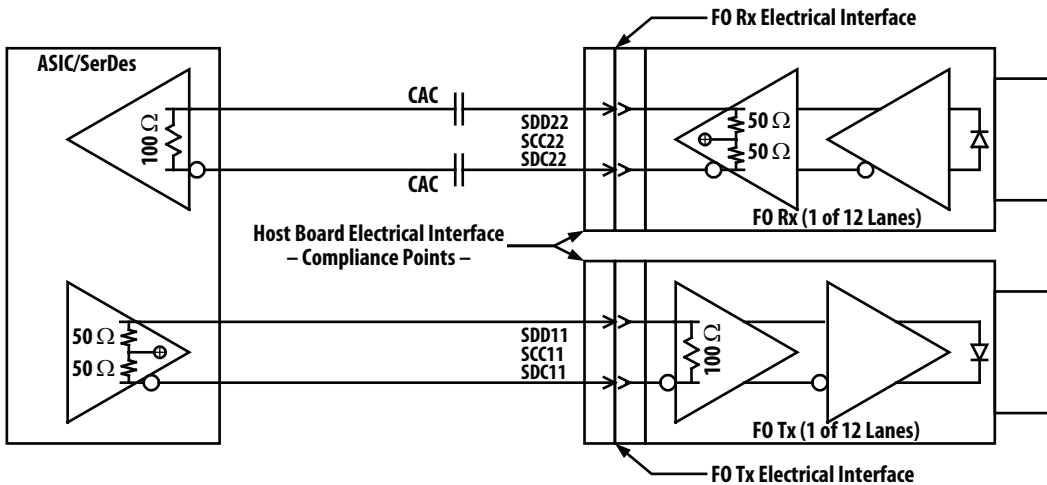 FO Rx Electrical Interface
ASIC/SerDes
CAC
100 Ω
SDD22
SCC22
SDC22
50 Ω
50 Ω
CAC
FO Rx (1 of 12 Lanes)
Host Board Electrical Interface
– Compliance Points –
50 Ω
50 Ω
SDD11
SCC11
SDC11
100 Ω
FO Tx (1 of 12 Lanes)
FO Tx Electrical Interface